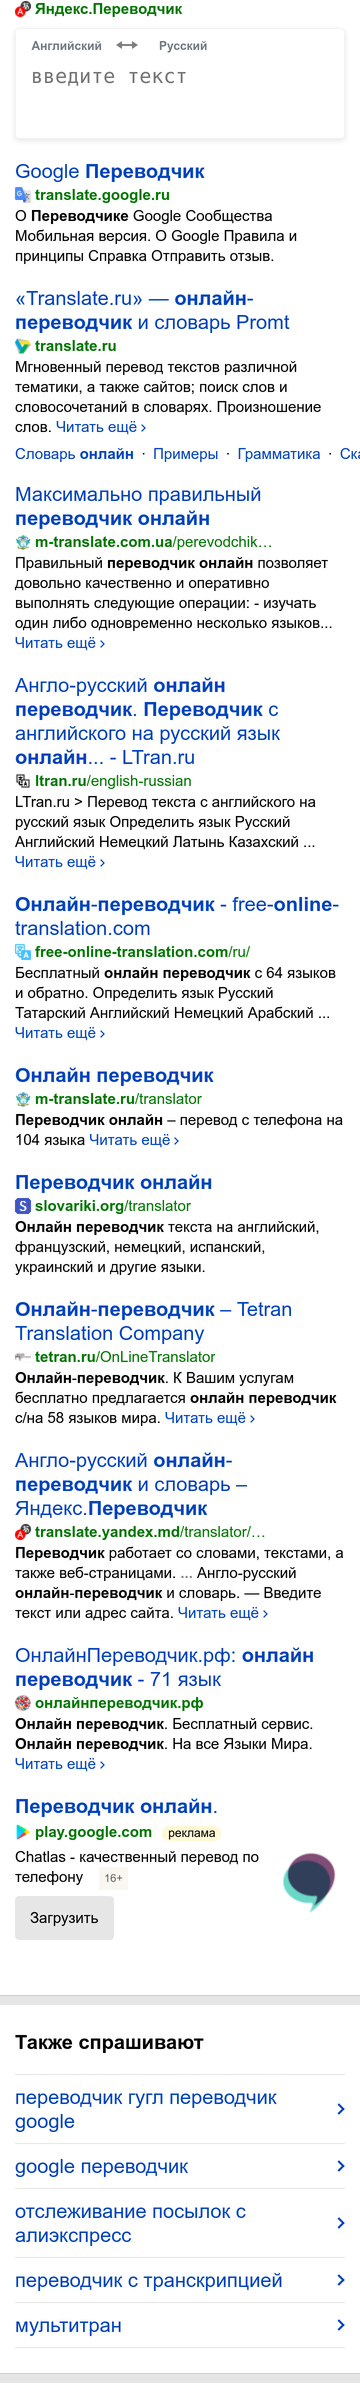 Яндекс.Переводчик
Английский Русский
введите текст
Google Переводчик
translate.google.ru
О Переводчике Google Сообщества
Мобильная версия. О Google Правила и
принципы Справка Отправить отзыв.
«Translate.ru» — онлайн-
переводчик и словарь Promt
translate.ru
Мгновенный перевод текстов различной
тематики, а также сайтов; поиск слов и
словосочетаний в словарях. Произношение
слов. Читать ещё ›
Словарь онлайн · Примеры · Грамматика · Ска
Максимально правильный
переводчик онлайн
m-translate.com.ua/perevodchik…
Правильный переводчик онлайн позволяет
довольно качественно и оперативно
выполнять следующие операции: - изучать
один либо одновременно несколько языков...
Читать ещё ›
Англо-русский онлайн
переводчик. Переводчик с
английского на русский язык
онлайн... - LTran.ru
ltran.ru/english-russian
LTran.ru > Перевод текста с английского на
русский язык Определить язык Русский
Английский Немецкий Латынь Казахский ...
Читать ещё ›
Онлайн-переводчик - free-online-
translation.com
free-online-translation.com/ru/
Бесплатный онлайн переводчик с 64 языков
и обратно. Определить язык Русский
Татарский Английский Немецкий Арабский ...
Читать ещё ›
Онлайн переводчик
m-translate.ru/translator
Переводчик онлайн – перевод с телефона на
104 языка Читать ещё ›
Переводчик онлайн
slovariki.org/translator
Онлайн переводчик текста на английский,
французский, немецкий, испанский,
украинский и другие языки.
Онлайн-переводчик – Tetran
Translation Company
tetran.ru/OnLineTranslator
Онлайн-переводчик. К Вашим услугам
бесплатно предлагается онлайн переводчик
с/на 58 языков мира. Читать ещё ›
Англо-русский онлайн-
переводчик и словарь –
Яндекс.Переводчик
translate.yandex.md/translator/…
Переводчик работает со словами, текстами, а
также веб-страницами. ... Англо-русский
онлайн-переводчик и словарь. — Введите
текст или адрес сайта. Читать ещё ›
ОнлайнПереводчик.рф: онлайн
переводчик - 71 язык
онлайнпереводчик.рф
Онлайн переводчик. Бесплатный сервис.
Онлайн переводчик. На все Языки Мира.
Читать ещё ›
Переводчик онлайн.
play.google.com реклама
Chatlas - качественный перевод по
телефону 16+
Загрузить
Также спрашивают
переводчик гугл переводчик
google
google переводчик
отслеживание посылок с
алиэкспресс
переводчик с транскрипцией
мультитран